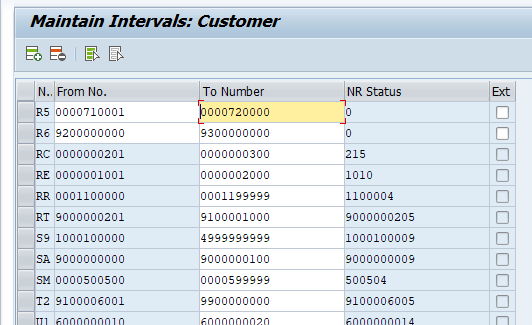 Maintain Intervals: Customer
N.. From No. To Number NR Status Ext
R5 0000710001 0000720000 0
R6 9200000000 9300000000 0
RC 0000000201 0000000300 215
RE 0000001001 0000002000 1010
RR 0001100000 0001199999 1100004
RT 9000000201 9100001000 9000000205
S9 1000100000 4999999999 1000100009
SA 9000000000 9000000100 9000000009
SM 0000500500 0000599999 500504
T2 9100006001 9900000000 9100006005
6000000010 6000000020 6000000014